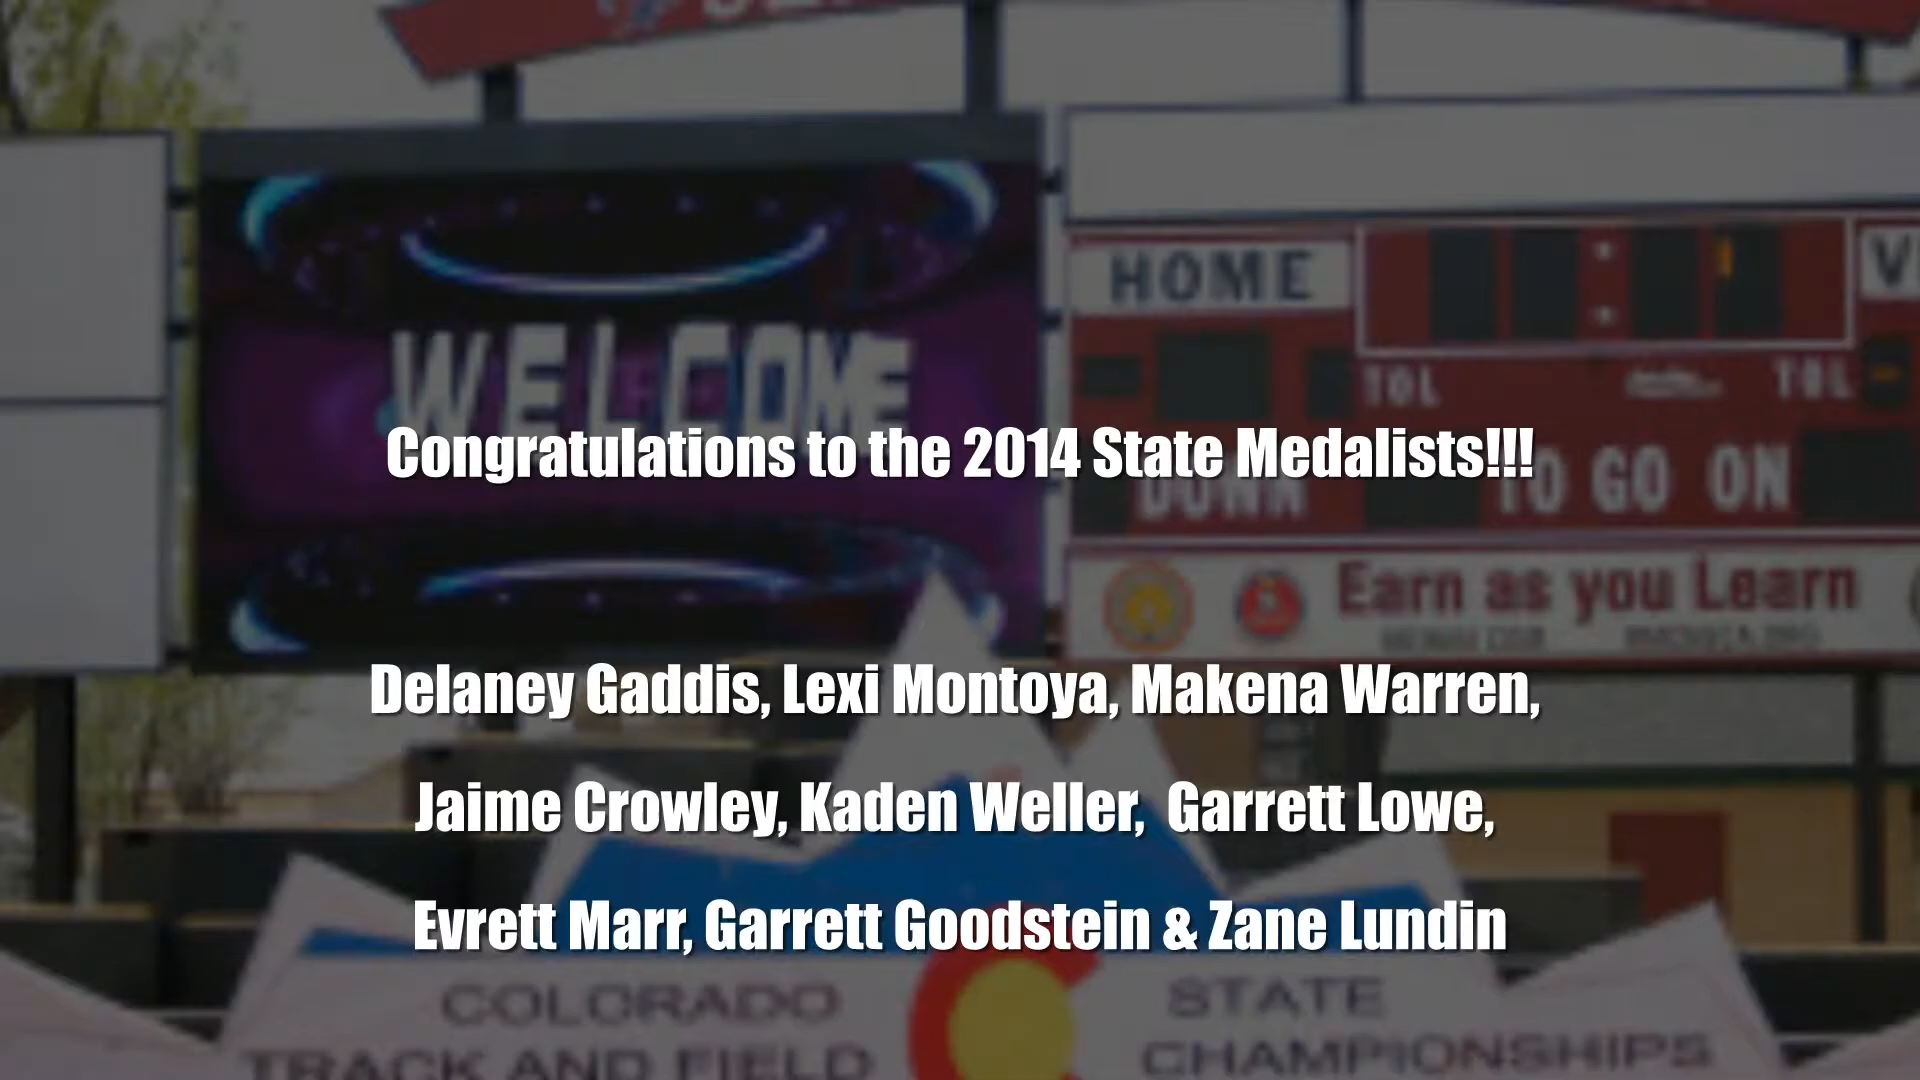 WELCOME
HOME
TOL
TOL
Congratulations to the 2014 State Medalists!!!
DOWN TO GO ON
Earn as you Learn
Delaney Gaddis, Lexi Montoya, Makena Warren,
Jaime Crowley, Kaden Weller, Garrett Lowe,
Evrett Marr, Garrett Goodstein & Zane Lundin
COLORADO STATE
TRACK AND FIELD CHAMPIONSHIPS